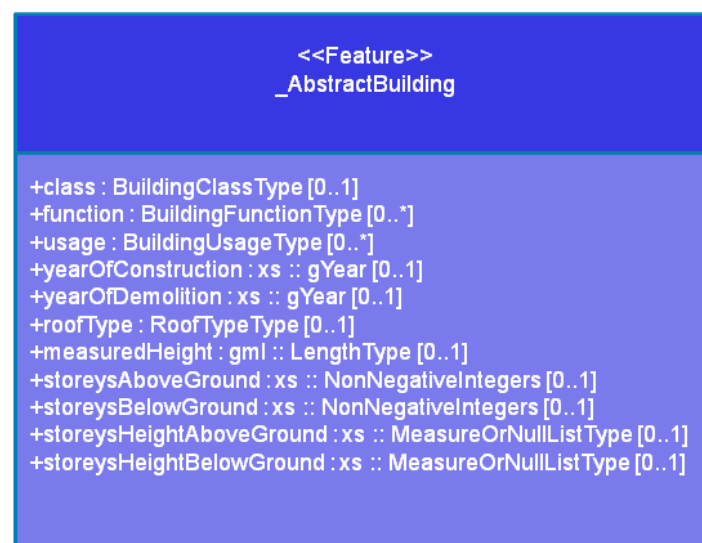 <<Feature>>
_AbstractBuilding
+class : BuildingClassType [0..1]
+function : BuildingFunctionType [0..*]
+usage : BuildingUsageType [0..*]
+yearOfConstruction : xs :: gYear [0..1]
+yearOfDemolition : xs :: gYear [0..1]
+roofType : RoofTypeType [0..1]
+measuredHeight : gml :: LengthType [0..1]
+storeysAboveGround : xs :: NonNegativeIntegers [0..1]
+storeysBelowGround : xs :: NonNegativeIntegers [0..1]
+storeysHeightAboveGround : xs :: MeasureOrNullListType [0..1]
+storeysHeightBelowGround : xs :: MeasureOrNullListType [0..1]